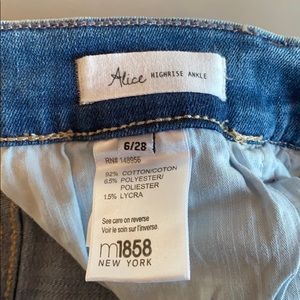 Alice HIGHRISE ANKLE
6/28
RN# 148956
92% COTTON/COTON
6.5% POLYESTER/
POLIESTER
1.5% LYCRA
See care on reverse
Voir le soin sur l'inverse.
m1858
NEW YORK